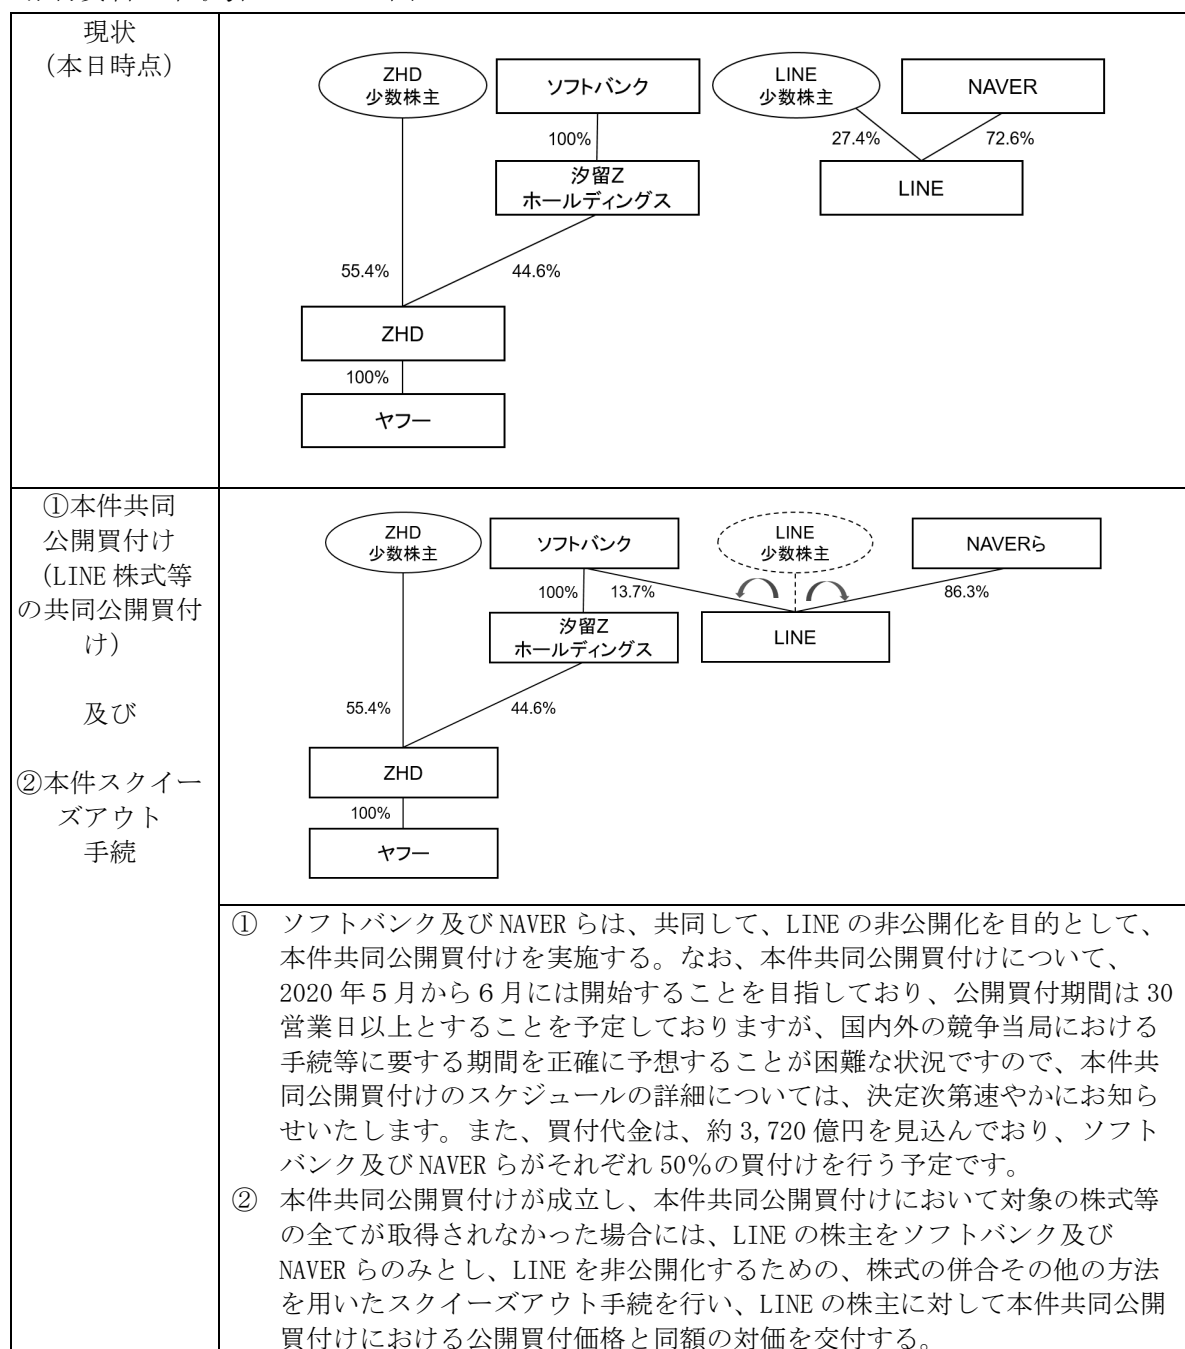 現状
(本日時点)
ZHD
少数株主
ソフトバンク
LINE
少数株主
NAVER
100%
27.4%
72.6%
汐留Z
ホールディングス
LINE
55.4%
44.6%
ZHD
100%
ヤフー
①本件共同
公開買付け
(LINE 株式等
の共同公開買付
け)
及び
②本件スクイー
ズアウト
手続
ZHD
少数株主
ソフトバンク
LINE
少数株主
NAVERら
100%
13.7%
86.3%
汐留Z
ホールディングス
LINE
55.4%
44.6%
ZHD
100%
ヤフー
① ソフトバンク及び NAVER らは、共同して、LINE の非公開化を目的として、
本件共同公開買付けを実施する。なお、本件共同公開買付けについて、
2020 年５月から６月には開始することを目指しており、公開買付期間は 30
営業日以上とすることを予定しておりますが、国内外の競争当局における
手続等に要する期間を正確に予想することが困難な状況ですので、本件共
同公開買付けのスケジュールの詳細については、決定次第速やかにお知ら
せいたします。また、買付代金は、約 3,720 億円を見込んでおり、ソフト
バンク及び NAVER らがそれぞれ 50％の買付けを行う予定です。
② 本件共同公開買付けが成立し、本件共同公開買付けにおいて対象の株式等
の全てが取得されなかった場合には、LINE の株主をソフトバンク及び
NAVER らのみとし、LINE を非公開化するための、株式の併合その他の方法
を用いたスクイーズアウト手続を行い、LINE の株主に対して本件共同公開
買付けにおける公開買付価格と同額の対価を交付する。